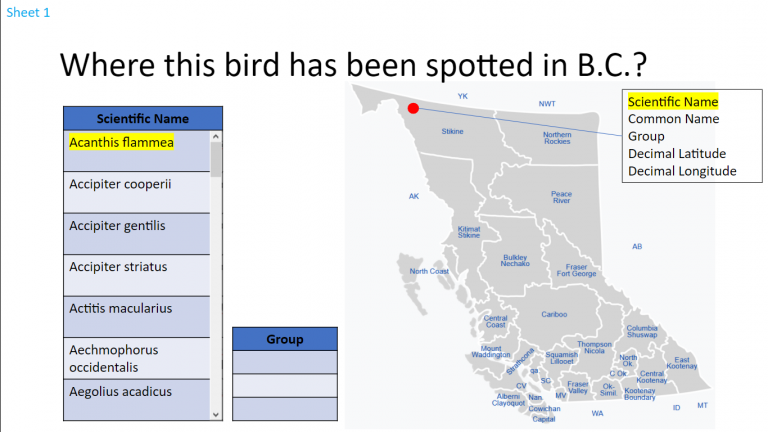 Sheet 1
Where this bird has been spotted in B.C.?
Scientific Name
Acanthis flammea
Accipiter cooperii
Accipiter gentilis
Accipiter striatus
Actitis macularius
Aechmophorus
occidentalis
Aegolius acadicus
Group
YK
NWT
Stikine
Northern
Rockies
AK
Peace
River
Kitimat
Stikine
AB
Bulkley
Nechako
North Coast
Fraser
Fort George
Central
Coast
Cariboo
Columbia
Shuswap
Mount
Waddington
Strathcona
Squamish
Lillooet
Thompson
Nicola
North
Ok
East
Kootenay
qa
SC
C Ok
Central
Kootenay
CV
Nan.
MV
Fraser
Valley
Ok-
Simil.
Kootenay
Boundary
Alberni
Clayoquot
Cowichan
Capital
WA
ID
MT
Scientific Name
Common Name
Group
Decimal Latitude
Decimal Longitude